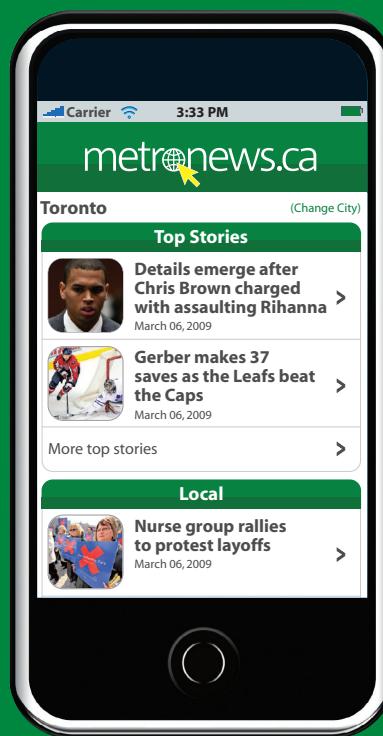 Carrier 3:33 PM
metronews.ca
Toronto (Change City)
Top Stories
Details emerge after
Chris Brown charged
with assaulting Rihanna
March 06, 2009
Gerber makes 37
saves as the Leafs beat
the Caps
March 06, 2009
More top stories
Local
Nurse group rallies
to protest layoffs
March 06, 2009